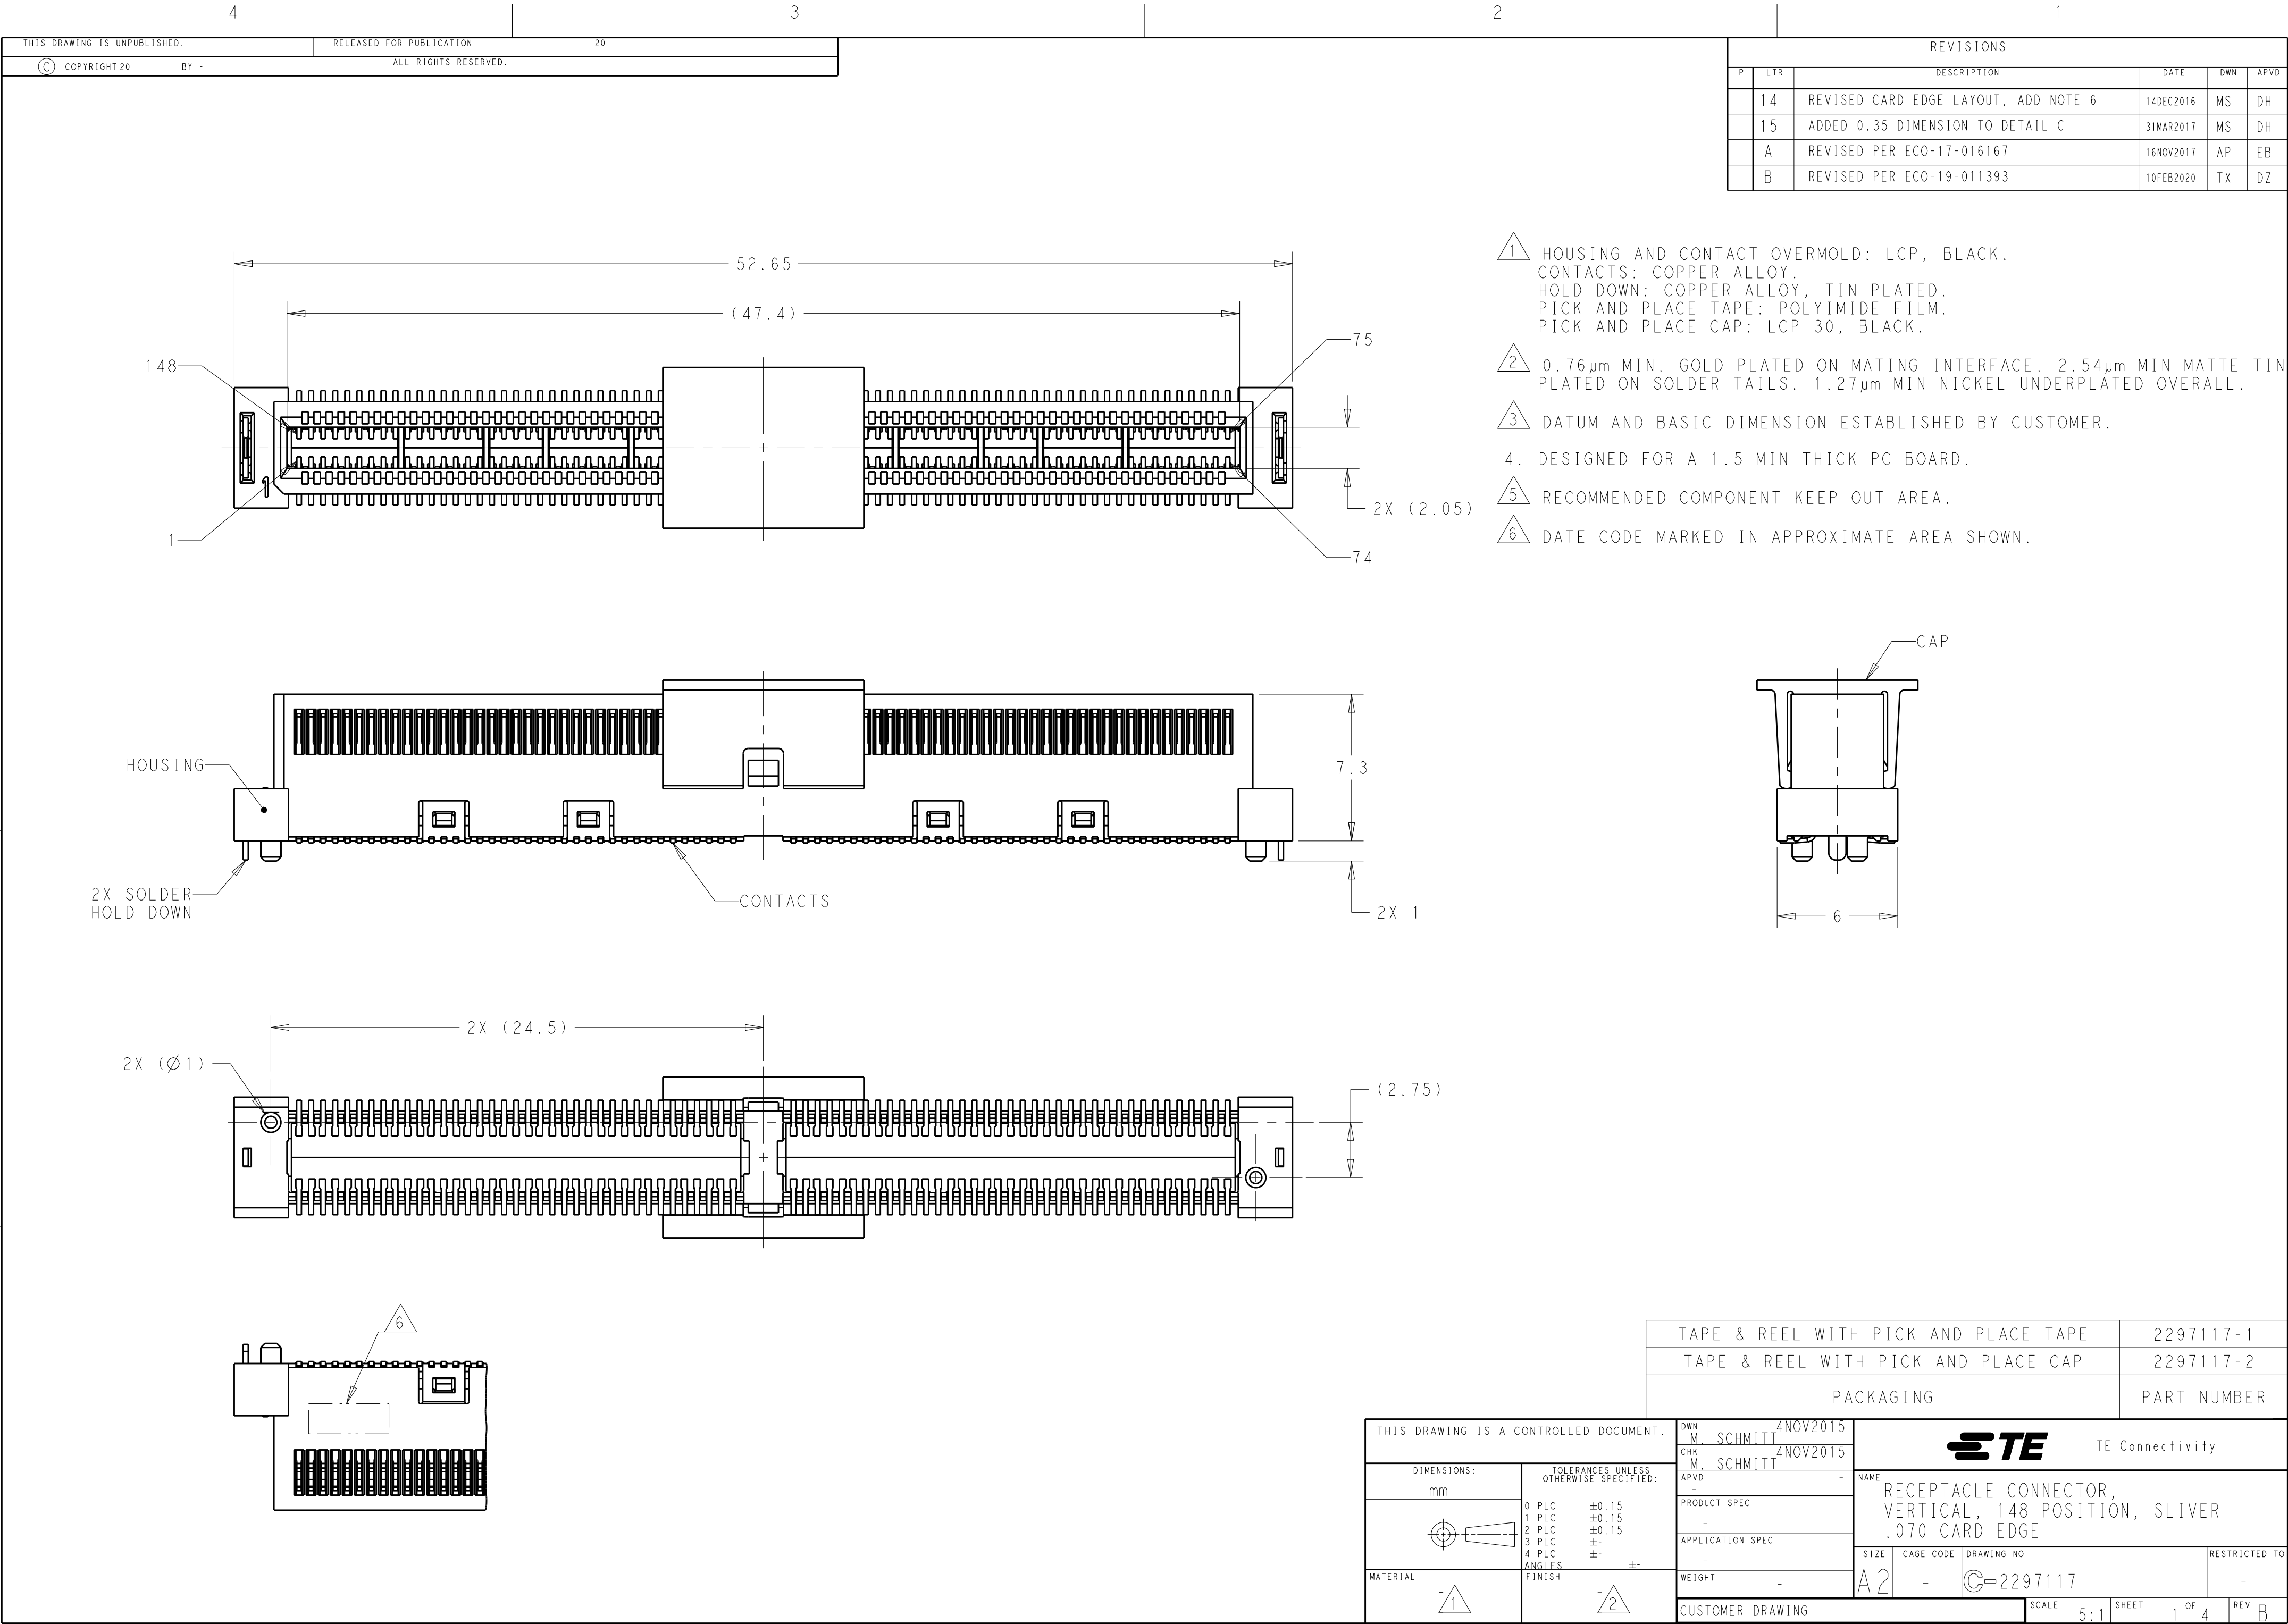 4 3 2 1
THIS DRAWING IS UNPUBLISHED. RELEASED FOR PUBLICATION 20
© COPYRIGHT 20 BY - ALL RIGHTS RESERVED.
REVISIONS
P LTR DESCRIPTION DATE DWN APVD
14 REVISED CARD EDGE LAYOUT, ADD NOTE 6 14DEC2016 MS DH
15 ADDED 0.35 DIMENSION TO DETAIL C 31MAR2017 MS DH
A REVISED PER ECO-17-016167 16NOV2017 AP EB
B REVISED PER ECO-19-011393 10FEB2020 TX DZ
1 HOUSING AND CONTACT OVERMOLD: LCP, BLACK.
CONTACTS: COPPER ALLOY.
HOLD DOWN: COPPER ALLOY, TIN PLATED.
PICK AND PLACE TAPE: POLYIMIDE FILM.
PICK AND PLACE CAP: LCP 30, BLACK.
2 0.76µm MIN. GOLD PLATED ON MATING INTERFACE. 2.54µm MIN MATTE TIN
PLATED ON SOLDER TAILS. 1.27µm MIN NICKEL UNDERPLATED OVERALL.
3 DATUM AND BASIC DIMENSION ESTABLISHED BY CUSTOMER.
4. DESIGNED FOR A 1.5 MIN THICK PC BOARD.
5 RECOMMENDED COMPONENT KEEP OUT AREA.
6 DATE CODE MARKED IN APPROXIMATE AREA SHOWN.
52.65
(47.4)
75
148
1
2X (2.05)
1
74
CAP
HOUSING
7.3
2X SOLDER
HOLD DOWN
CONTACTS
2X 1
6
2X (24.5)
2X (Ø1)
(2.75)
6
TAPE & REEL WITH PICK AND PLACE TAPE 2297117-1
TAPE & REEL WITH PICK AND PLACE CAP 2297117-2
PACKAGING PART NUMBER
THIS DRAWING IS A CONTROLLED DOCUMENT.
DIMENSIONS:
mm
TOLERANCES UNLESS
OTHERWISE SPECIFIED:
0 PLC ±0.15
1 PLC ±0.15
2 PLC ±0.15
3 PLC ±-
4 PLC ±-
ANGLES ±-
MATERIAL
- 1
FINISH
- 2
DWN 4NOV2015
M. SCHMITT
CHK 4NOV2015
M. SCHMITT
APVD -
-
PRODUCT SPEC
-
APPLICATION SPEC
-
WEIGHT -
CUSTOMER DRAWING
TE TE Connectivity
NAME
RECEPTACLE CONNECTOR,
VERTICAL, 148 POSITION, SLIVER
.070 CARD EDGE
SIZE CAGE CODE DRAWING NO RESTRICTED TO
A2 - C-2297117 -
SCALE 5:1 SHEET 1 OF 4 REV B